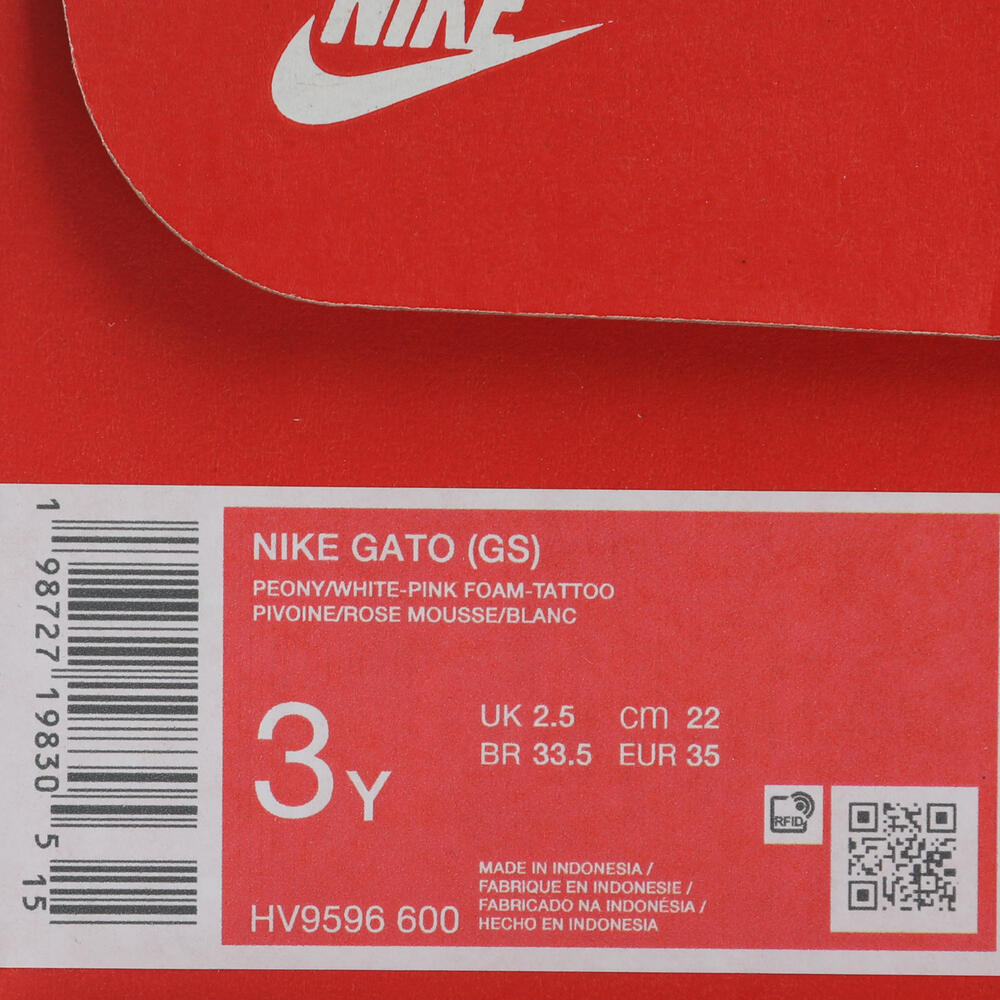 NIKE
NIKE GATO (GS)
PEONY/WHITE-PINK FOAM-TATTOO
PIVOINE/ROSE MOUSSE/BLANC
3Y
UK 2.5 cm 22
BR 33.5 EUR 35
RFID
MADE IN INDONESIA /
FABRIQUE EN INDONESIE /
FABRICADO NA INDONÉSIA /
HECHO EN INDONESIA
HV9596 600
1 98727 19830 5 15